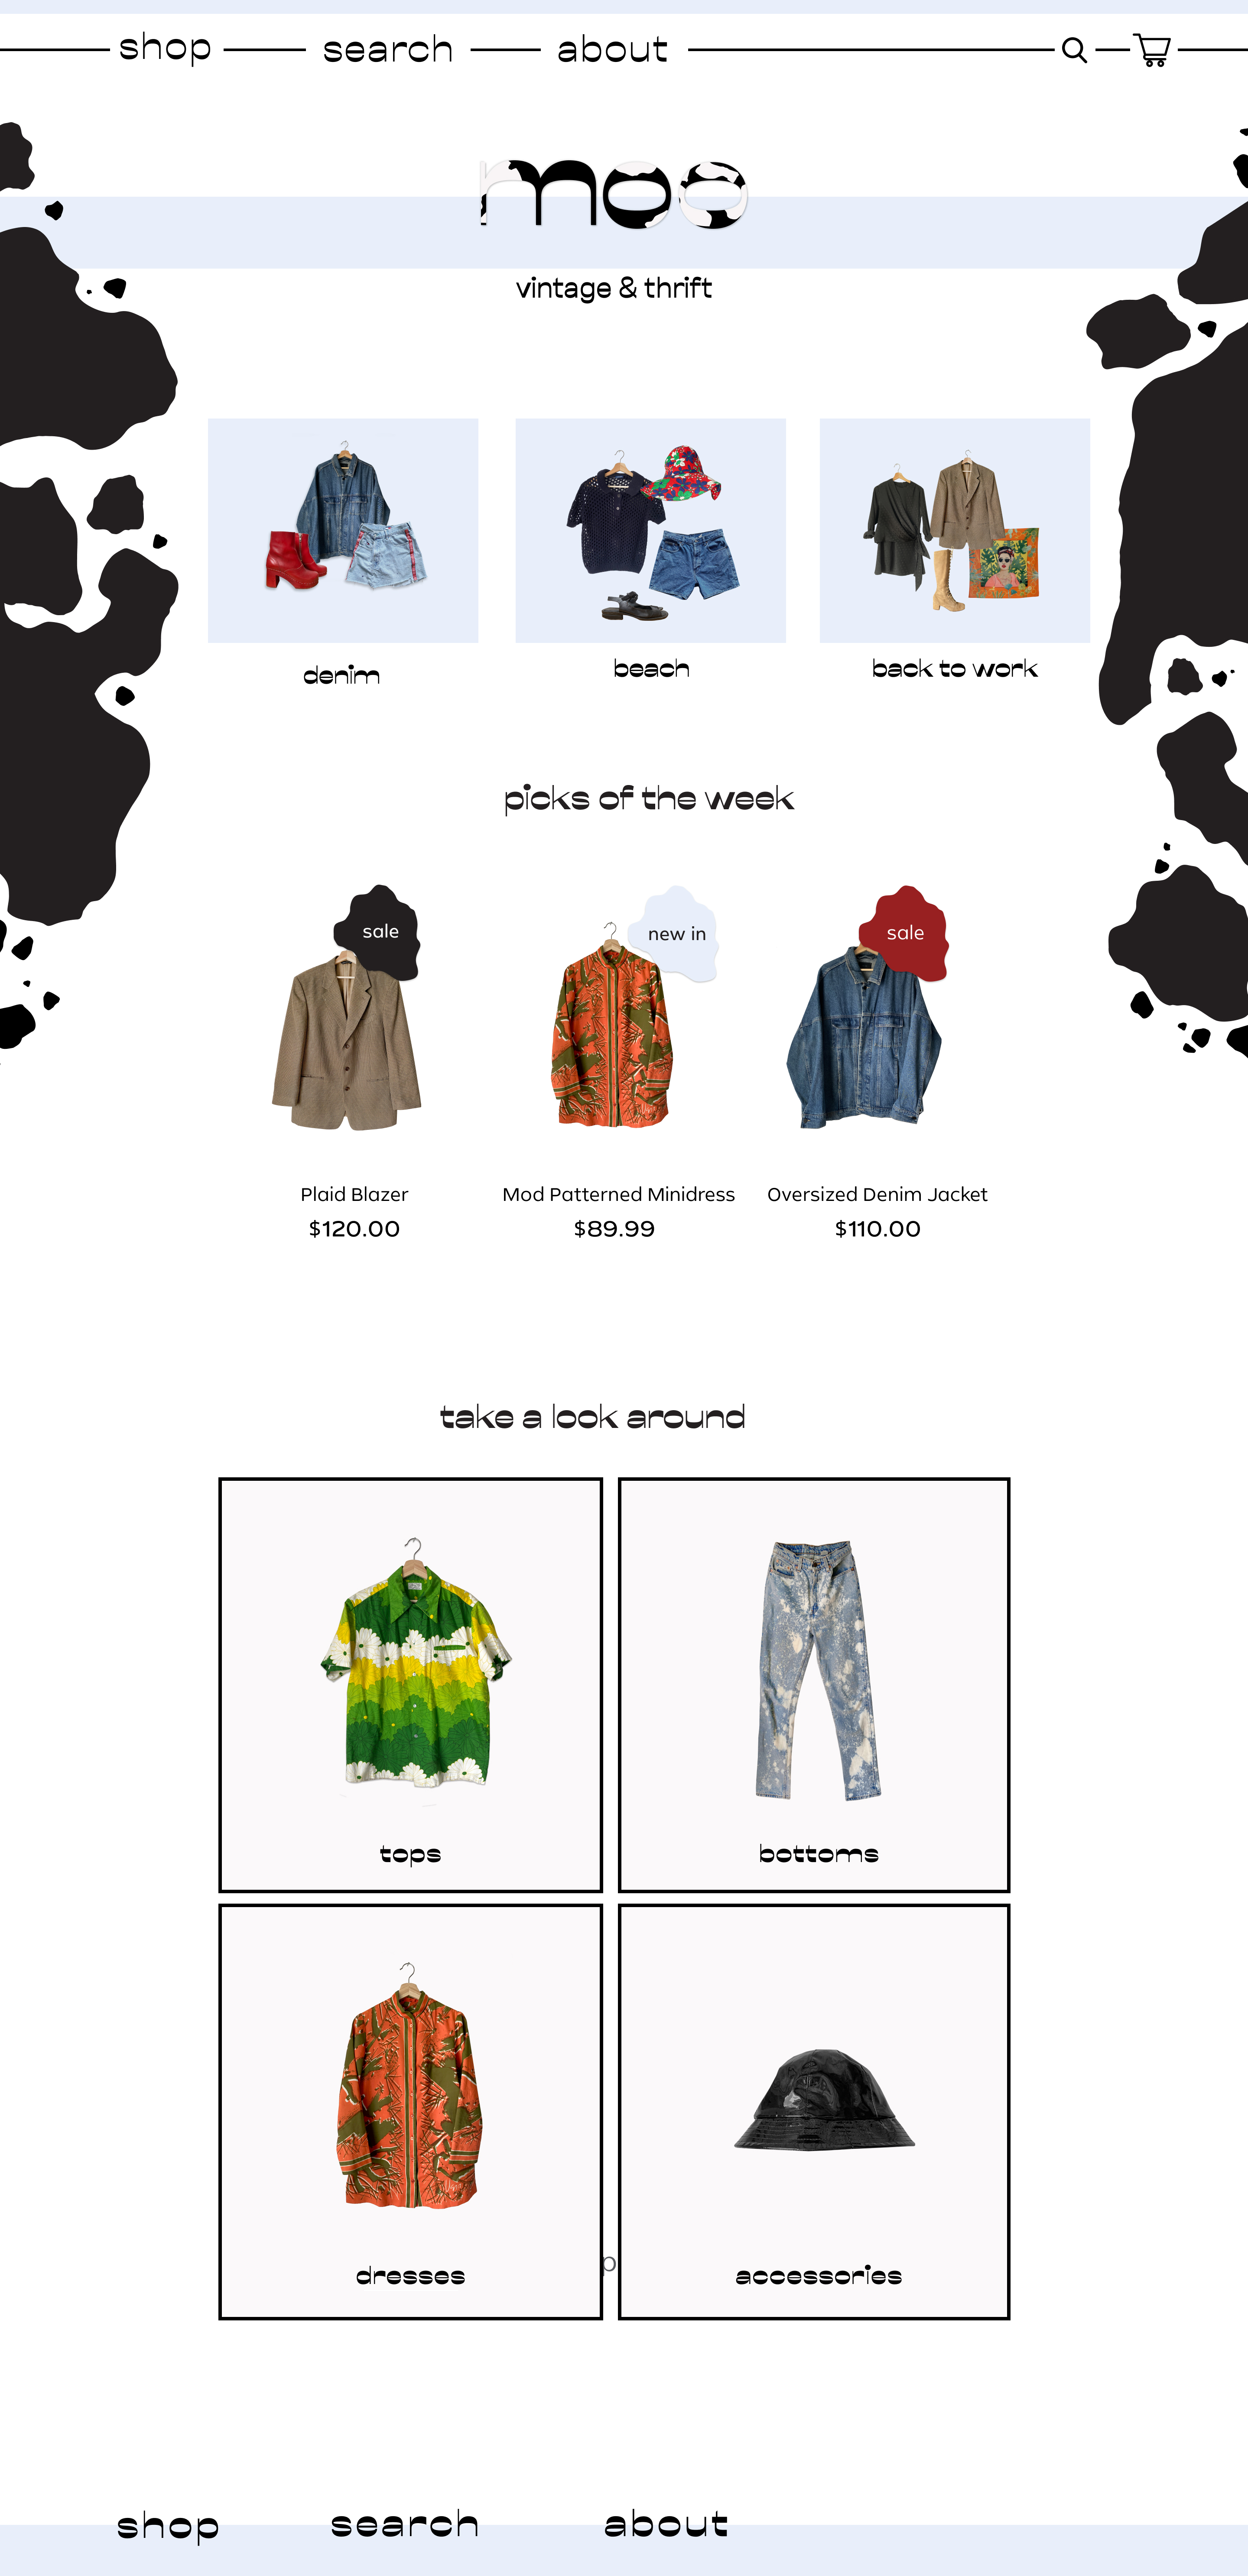 shop search about
moo
vintage & thrift
denim beach back to work
picks of the week
sale new in sale
Plaid Blazer Mod Patterned Minidress Oversized Denim Jacket
$120.00 $89.99 $110.00
take a look around
tops bottoms
p
dresses accessories
shop search about